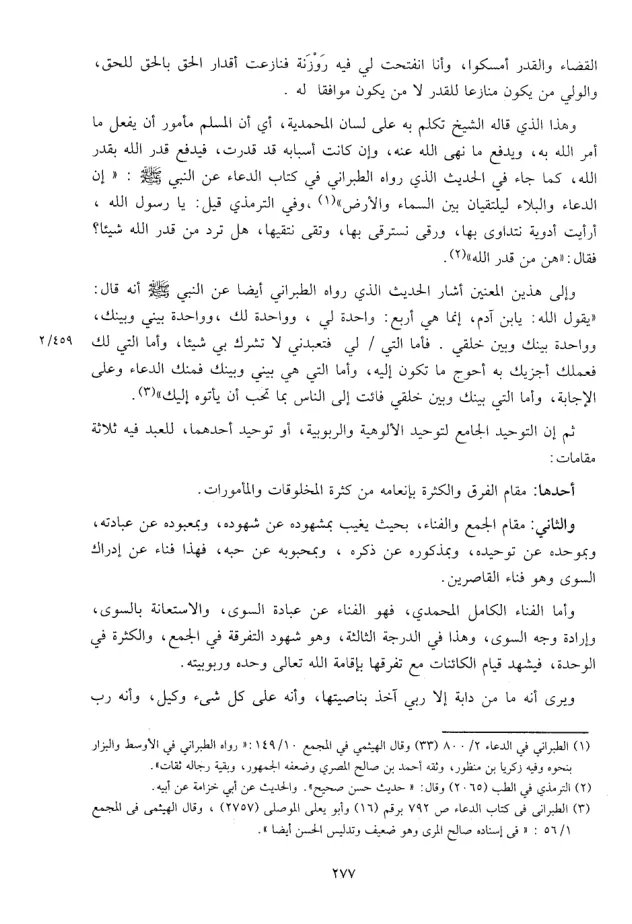 القضاء والقدر أمسكوا، وأنا انفتحت لي فيه رَوْزَنة فنازعت أقدار الحق بالحق للحق،
والولي من يكون منازعا للقدر لا من يكون موافقا له .
وهذا الذي قاله الشيخ تكلم به على لسان المحمدية، أي أن المسلم مأمور أن يفعل ما
أمر الله به، ويدفع ما نهى الله عنه، وإن كانت أسبابه قد قدرت، فيدفع قدر الله بقدر
الله، كما جاء في الحديث الذي رواه الطبراني في كتاب الدعاء عن النبي ﷺ : « إن
الدعاء والبلاء ليلتقيان بين السماء والأرض»(١)،وفي الترمذي قيل: يا رسول الله ،
أرأيت أدوية نتداوى بها، ورقى نسترقى بها، وتقى نتقيها، هل ترد من قدر الله شيئا؟
فقال:«هن من قدر الله»(٢).
وإلى هذين المعنين أشار الحديث الذي رواه الطبراني أيضا عن النبي ﷺ أنه قال:
«يقول الله: يابن آدم، إنما هي أربع: واحدة لي ، وواحدة لك ،وواحدة بيني وبينك،
وواحدة بينك وبين خلقي . فأما التي / لي فتعبدني لا تشرك بي شيئا، وأما التي لك
٢/٤٥٩
فعملك أجزيك به أحوج ما تكون إليه، وأما التي هي بيني وبينك فمنك الدعاء وعلى
الإجابة، وأما التي بينك وبين خلقي فائت إلى الناس بما تحب أن يأتوه إليك»(٣).
ثم إن التوحيد الجامع لتوحيد الألوهية والربوبية، أو توحيد أحدهما، للعبد فيه ثلاثة
مقامات:
أحدها: مقام الفرق والكثرة بإنعامه من كثرة المخلوقات والمأمورات.
والثاني: مقام الجمع والفناء، بحيث يغيب بمشهوده عن شهوده، وبمعبوده عن عبادته،
وبموحده عن توحيده، وبمذكوره عن ذكره ، وبمحبوبه عن حبه، فهذا فناء عن إدراك
السوى وهو فناء القاصرين.
وأما الفناء الكامل المحمدي، فهو الفناء عن عبادة السوى، والاستعانة بالسوى،
وإرادة وجه السوى، وهذا في الدرجة الثالثة، وهو شهود التفرقة في الجمع، والكثرة في
الوحدة، فيشهد قيام الكائنات مع تفرقها بإقامة الله تعالى وحده وربوبيته.
ويرى أنه ما من دابة إلا ربي آخذ بناصيتها، وأنه على كل شىء وكيل، وأنه رب
(١) الطبراني في الدعاء ٨٠٠/٢ (٣٣) وقال الهيثمي في المجمع ١٤٩/١٠ :« رواه الطبراني في الأوسط والبزار
بنحوه وفيه زكريا بن منظور، وثقه أحمد بن صالح المصري وضعفه الجمهور، وبقية رجاله ثقات».
(٢) الترمذي في الطب (٢٠٦٥) وقال: « حديث حسن صحيح». والحديث عن أبي خزامة عن أبيه.
(٣) الطبرانى فى كتاب الدعاء ص ٧٩٢ برقم (١٦) وأبو يعلى الموصلى (٢٧٥٧) ، وقال الهيثمى فى المجمع
٥٦/١ : « فى إسناده صالح المرى وهو ضعيف وتدليس الحسن أيضا ».
٢٧٧